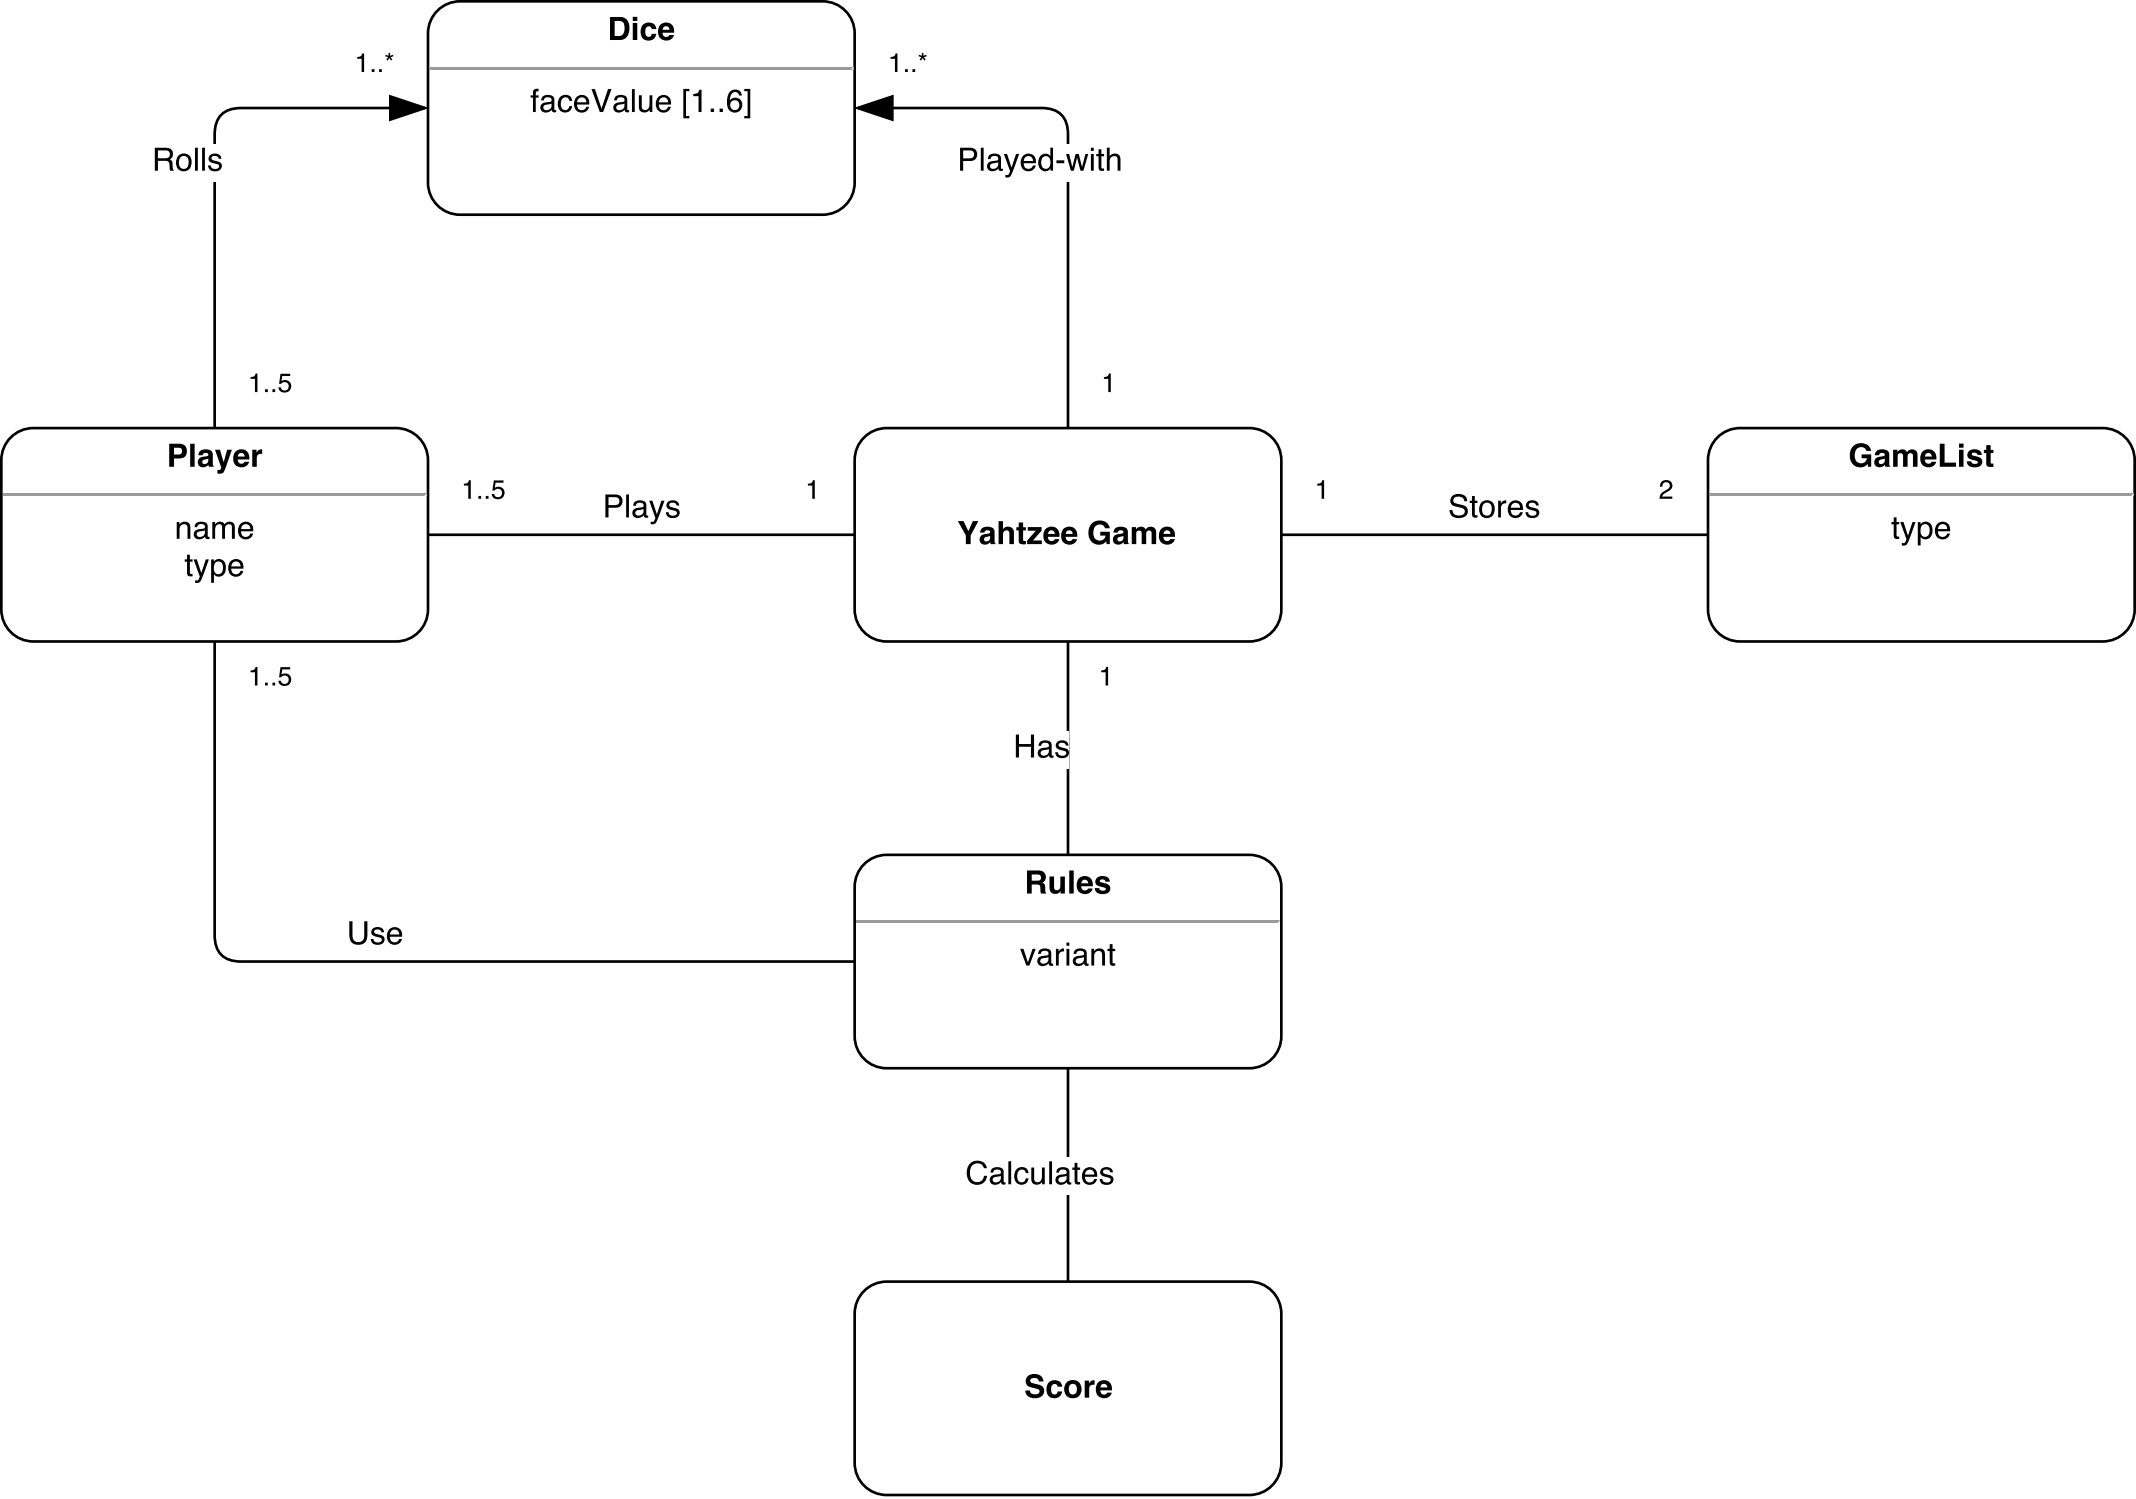 Dice
1..*
1..*
faceValue [1..6]
Rolls
Played-with
1..5
1
Player
GameList
1..5
Plays
1
1
Stores
2
name
type
Yahtzee Game
type
1..5
1
Has
Rules
Use
variant
Calculates
Score